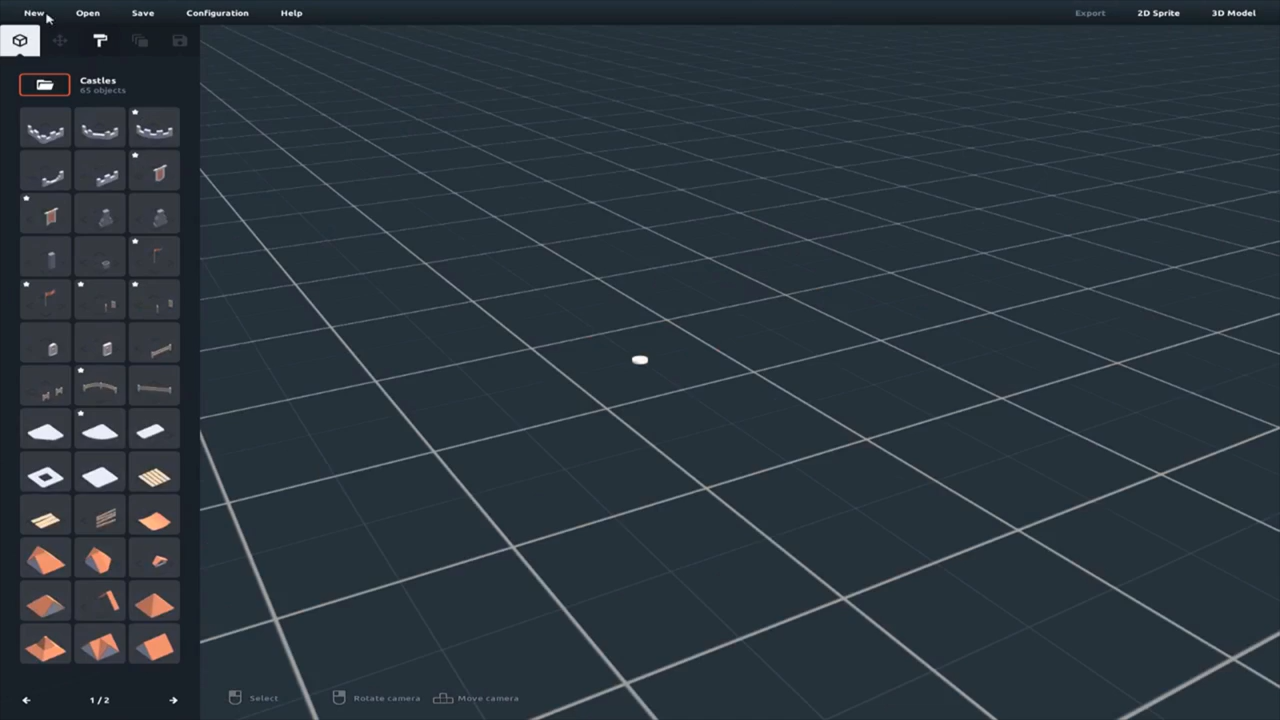 New Open Save Configuration Help Export 2D Sprite 3D Model
Castles
65 objects
1 / 2
Select Rotate camera Move camera